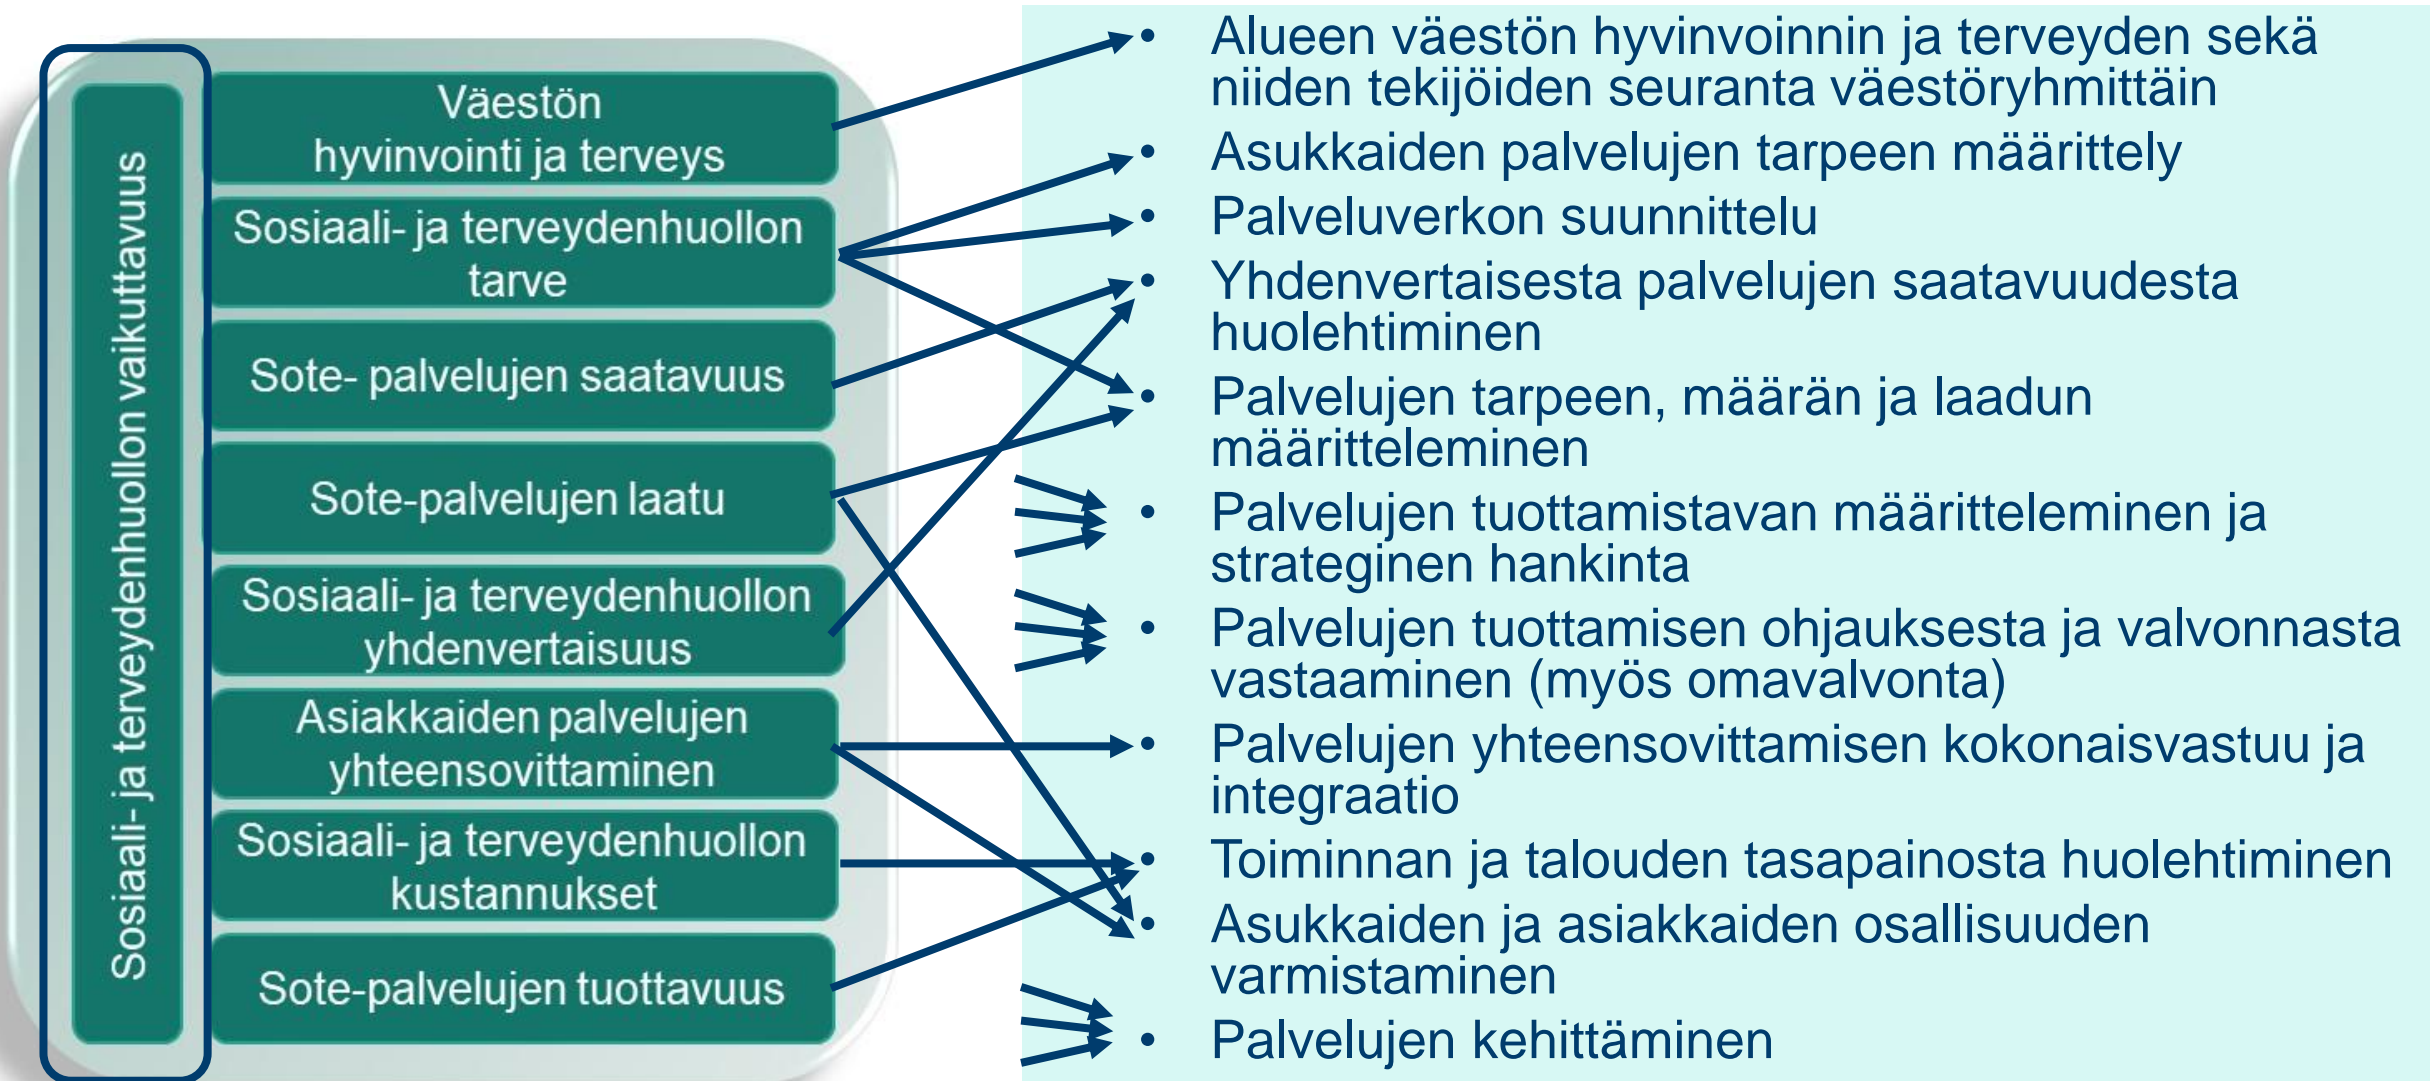 Sosiaali- ja terveydenhuollon vaikuttavuus
Väestön
hyvinvointi ja terveys
Sosiaali- ja terveydenhuollon
tarve
Sote- palvelujen saatavuus
Sote-palvelujen laatu
Sosiaali- ja terveydenhuollon
yhdenvertaisuus
Asiakkaiden palvelujen
yhteensovittaminen
Sosiaali- ja terveydenhuollon
kustannukset
Sote-palvelujen tuottavuus
• Alueen väestön hyvinvoinnin ja terveyden sekä
niiden tekijöiden seuranta väestöryhmittäin
• Asukkaiden palvelujen tarpeen määrittely
• Palveluverkon suunnittelu
• Yhdenvertaisesta palvelujen saatavuudesta
huolehtiminen
• Palvelujen tarpeen, määrän ja laadun
määritteleminen
• Palvelujen tuottamistavan määritteleminen ja
strateginen hankinta
• Palvelujen tuottamisen ohjauksesta ja valvonnasta
vastaaminen (myös omavalvonta)
• Palvelujen yhteensovittamisen kokonaisvastuu ja
integraatio
• Toiminnan ja talouden tasapainosta huolehtiminen
• Asukkaiden ja asiakkaiden osallisuuden
varmistaminen
• Palvelujen kehittäminen